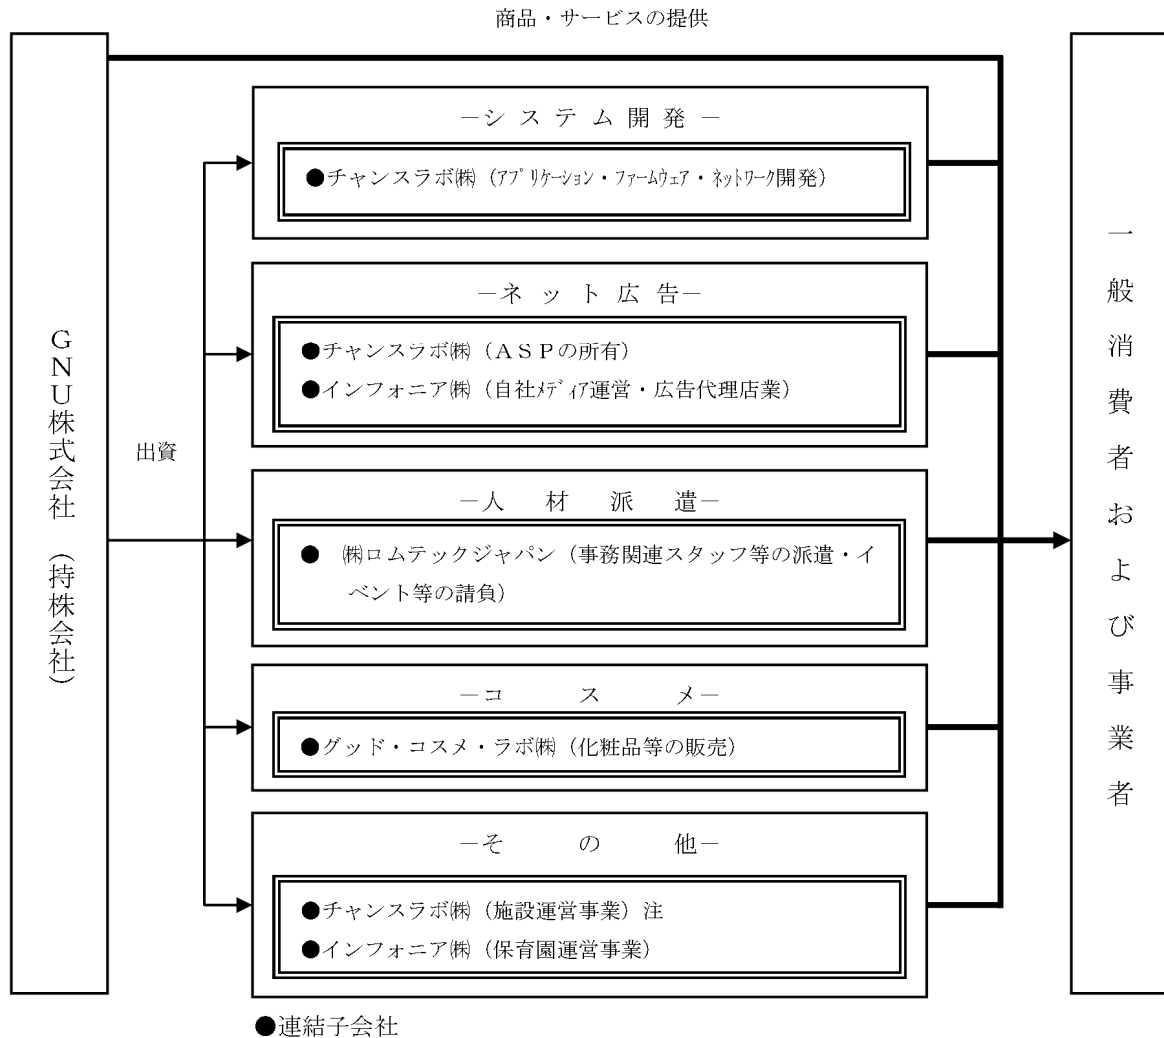 商品・サービスの提供
GNU株式会社 (持株会社)
出資
－システム開発－
●チャンスラボ㈱ (ｱﾌﾟﾘｹｰｼｮﾝ・ﾌｧｰﾑｳｪｱ・ﾈｯﾄﾜｰｸ開発)
－ネット広告－
●チャンスラボ㈱ (ASPの所有)
●インフォニア㈱ (自社ﾒﾃﾞｨｱ運営・広告代理店業)
－人材派遣－
● ㈱ロムテックジャパン (事務関連スタッフ等の派遣・イ
ベント等の請負)
－コスメ－
●グッド・コスメ・ラボ㈱ (化粧品等の販売)
－その他－
●チャンスラボ㈱ (施設運営事業) 注
●インフォニア㈱ (保育園運営事業)
一般消費者および事業者
●連結子会社